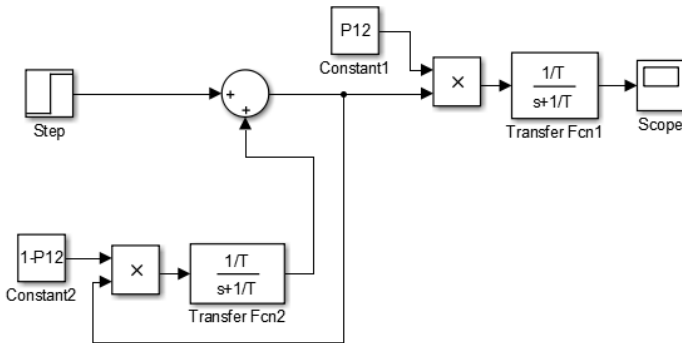 P12
Constant1
×
1/T
s+1/T
Transfer Fcn1
Scope
Step
+
+
1-P12
Constant2
×
1/T
s+1/T
Transfer Fcn2